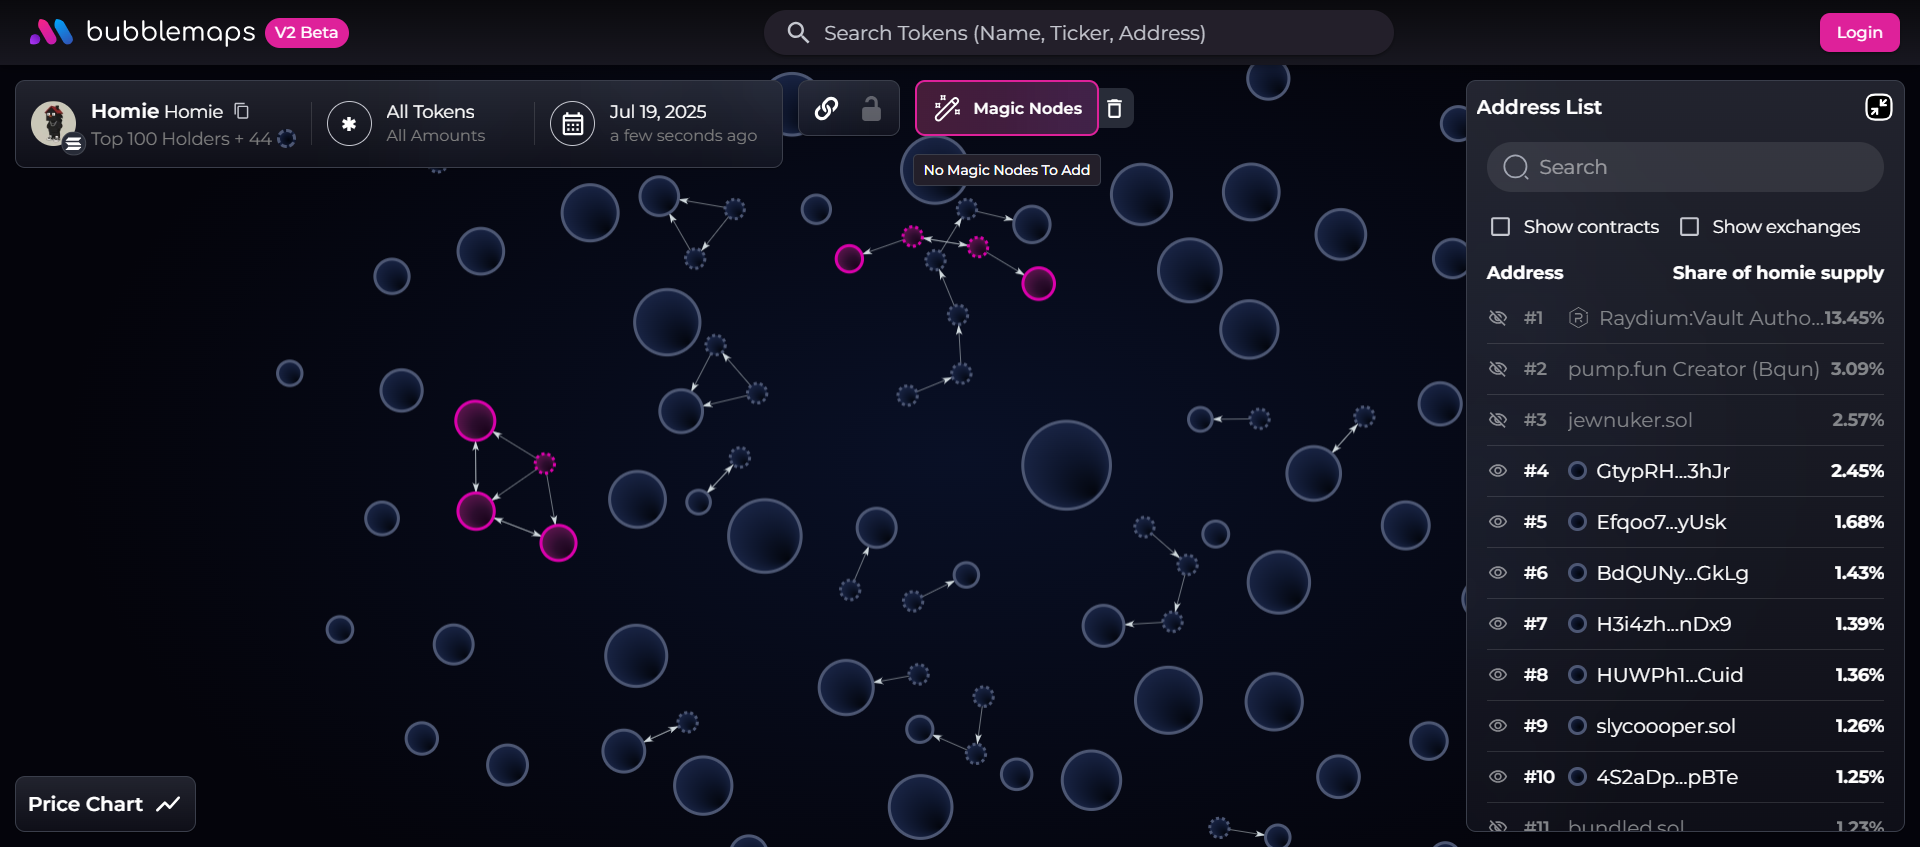 bubblemaps V2 Beta
Search Tokens (Name, Ticker, Address)
Login
Homie Homie
Top 100 Holders + 44
All Tokens
All Amounts
Jul 19, 2025
a few seconds ago
Magic Nodes
No Magic Nodes To Add
Address List
Search
Show contracts
Show exchanges
Address Share of homie supply
#1 Raydium:Vault Autho...13.45%
#2 pump.fun Creator (Bqun) 3.09%
#3 jewnuker.sol 2.57%
#4 GtypRH...3hJr 2.45%
#5 Efqoo7...yUsk 1.68%
#6 BdQUNy...GkLg 1.43%
#7 H3i4zh...nDx9 1.39%
#8 HUWPh1...Cuid 1.36%
#9 slycoooper.sol 1.26%
#10 4S2aDp...pBTe 1.25%
#11 bundled.sol 1.23%
Price Chart